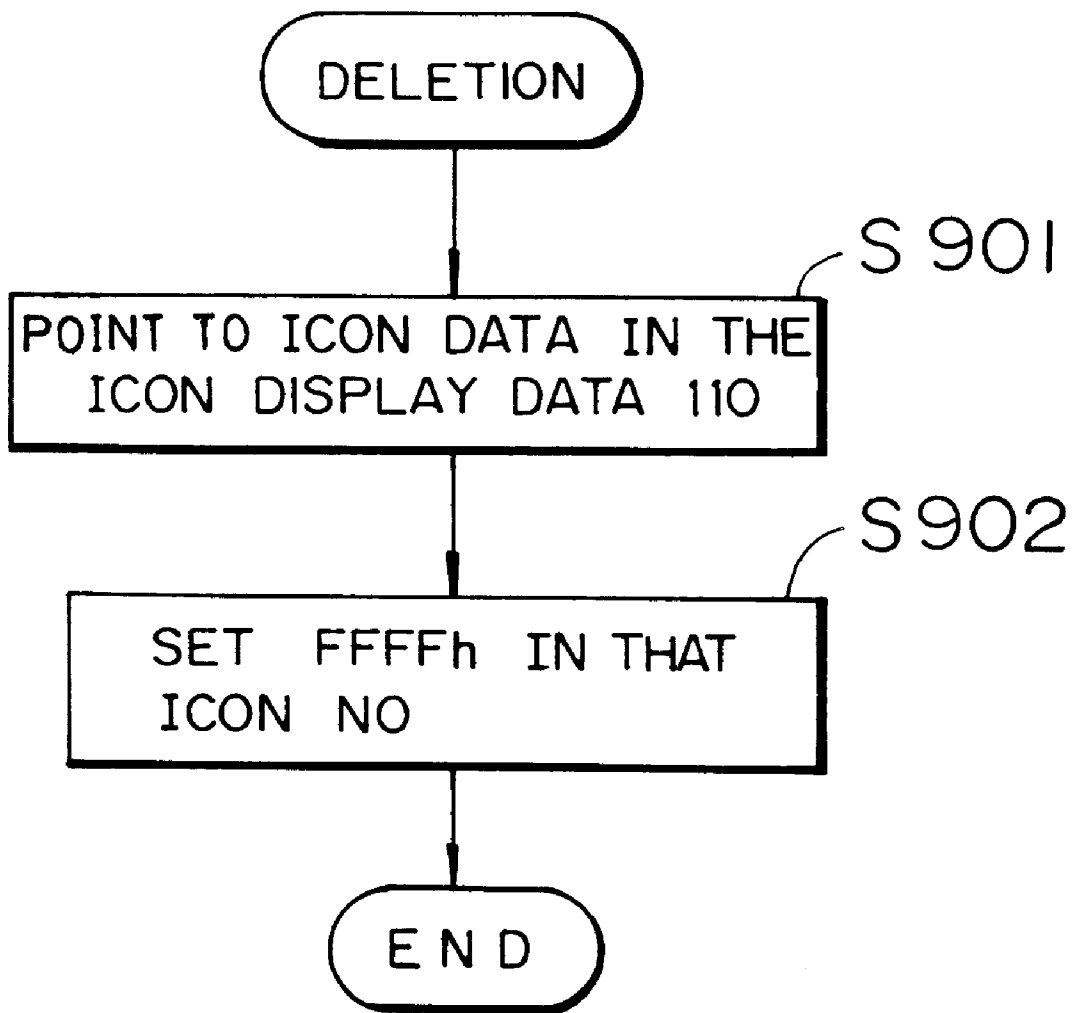 DELETION
S901
POINT TO ICON DATA IN THE
ICON DISPLAY DATA 110
S902
SET FFFFh IN THAT
ICON NO
END